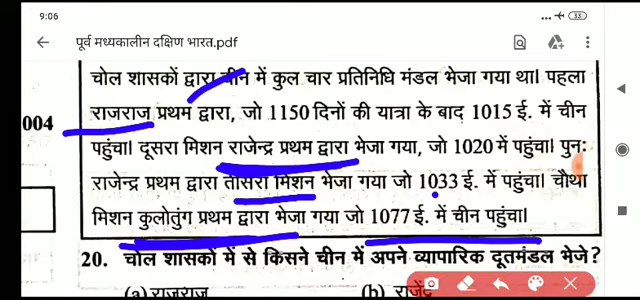 9:06
33
पूर्व मध्यकालीन दक्षिण भारत.pdf
चोल शासकों द्वारा चीन में कुल चार प्रतिनिधि मंडल भेजा गया था। पहला
राजराज प्रथम द्वारा, जो 1150 दिनों की यात्रा के बाद 1015 ई. में चीन
004
पहुंचा। दूसरा मिशन राजेन्द्र प्रथम द्वारा भेजा गया, जो 1020 में पहुंचा। पुनः
राजेन्द्र प्रथम द्वारा तीसरा मिशन भेजा गया जो 1033 ई. में पहुंचा। चौथा
मिशन कुलोतुंग प्रथम द्वारा भेजा गया जो 1077 ई. में चीन पहुंचा।
20. चोल शासकों में से किसने चीन में अपने व्यापारिक दूतमंडल भेजे?
(a) राजराज (b) राजेंद्र